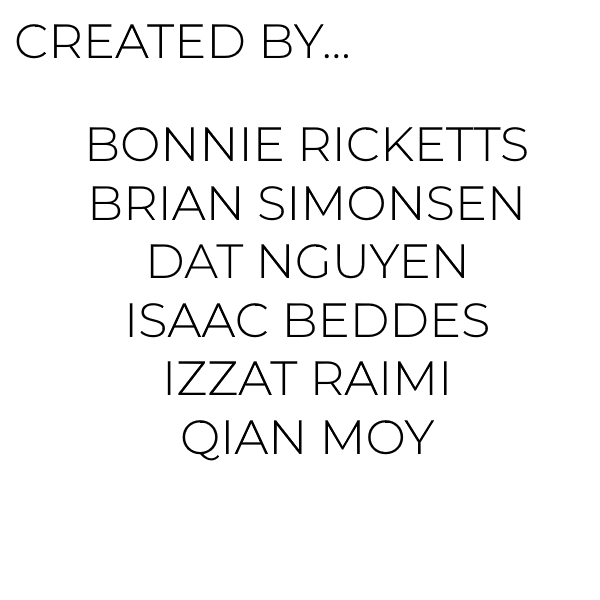 CREATED BY...
BONNIE RICKETTS
BRIAN SIMONSEN
DAT NGUYEN
ISAAC BEDDES
IZZAT RAIMI
QIAN MOY